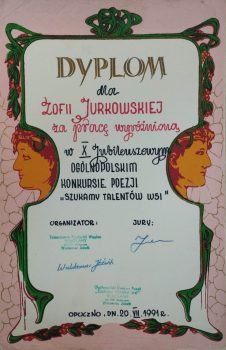 DYPLOM
dla
ZOFII JURKOWSKIEJ
za pracę wyróżnioną
w X Jubileuszowym
OGÓLNOPOLSKIM
KONKURSIE POEZJI
"SZUKAMY TALENTÓW WSI"
ORGANIZATOR:
JURY:
OPOCZNO, DN. 20. VII. 1991 r.